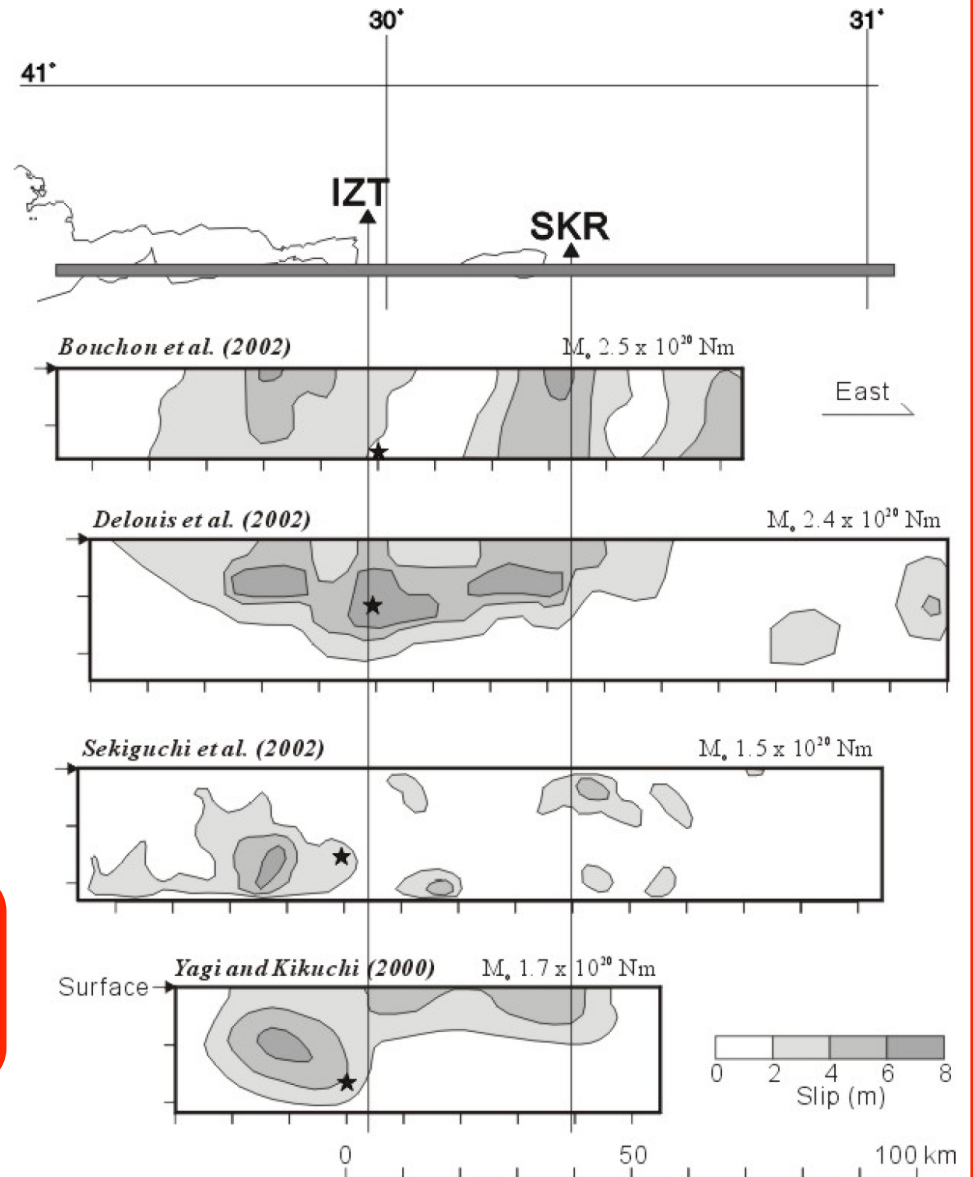 30° 31°
41°
IZT
SKR
Bouchon et al. (2002) M₀ 2.5 x 10²⁰ Nm
East
Delouis et al. (2002) M₀ 2.4 x 10²⁰ Nm
Sekiguchi et al. (2002) M₀ 1.5 x 10²⁰ Nm
Yagi and Kikuchi (2000) M₀ 1.7 x 10²⁰ Nm
Surface
0 2 4 6 8
Slip (m)
0 50 100 km